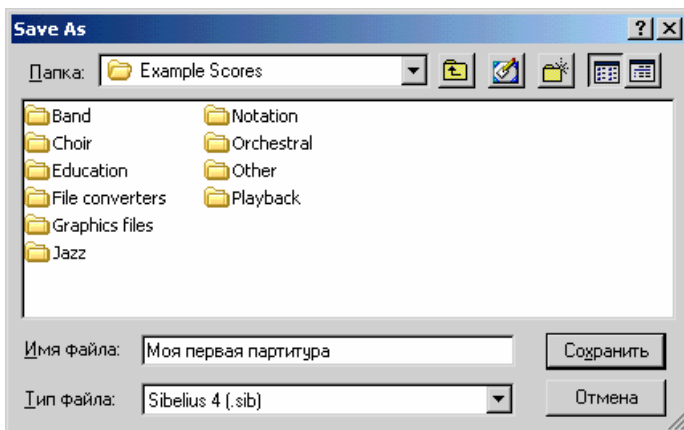 Save As
Папка: Example Scores
Band Notation
Choir Orchestral
Education Other
File converters Playback
Graphics files
Jazz
Имя файла: Моя первая партитура Сохранить
Тип файла: Sibelius 4 (.sib) Отмена